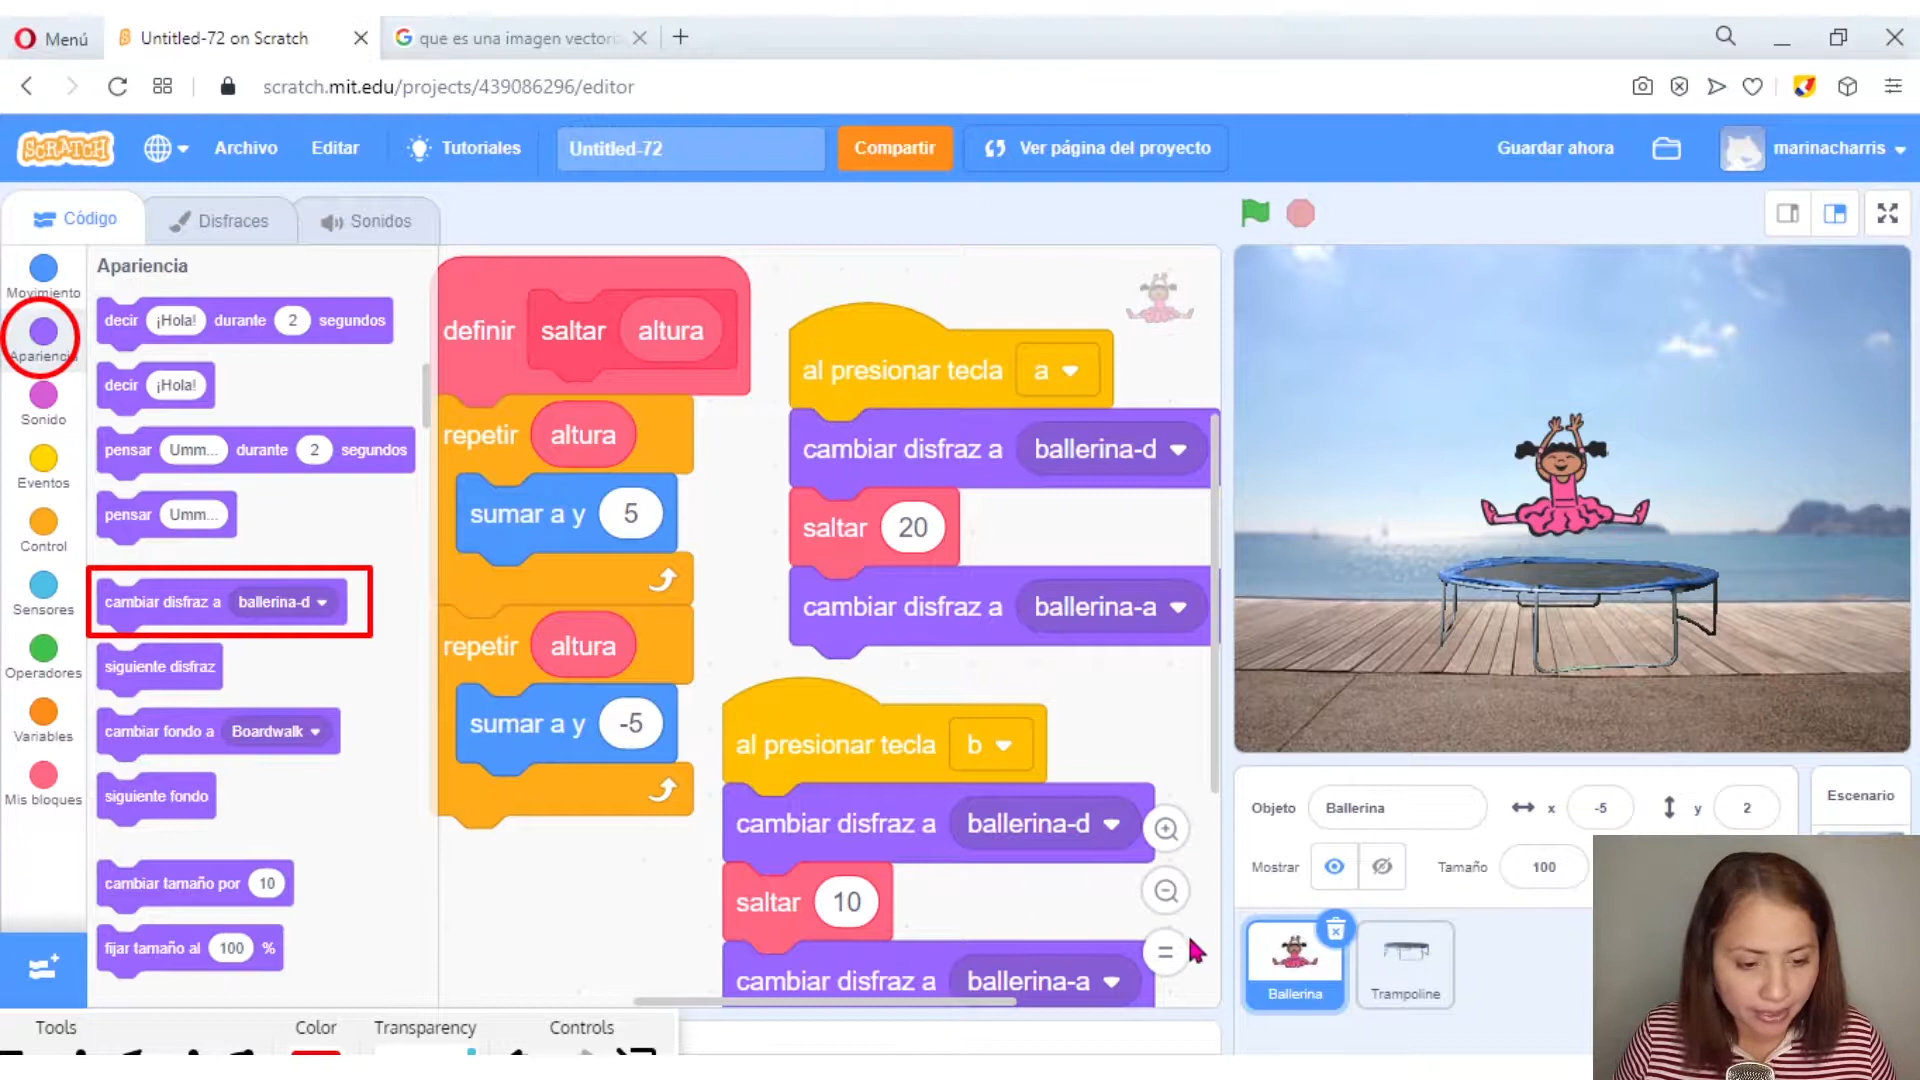 Menú
Untitled-72 on Scratch
que es una imagen vectori
scratch.mit.edu/projects/439086296/editor
SCRATCH
Archivo
Editar
Tutoriales
Untitled-72
Compartir
Ver página del proyecto
Guardar ahora
marinacharris
Código
Disfraces
Sonidos
Movimiento
Apariencia
Sonido
Eventos
Control
Sensores
Operadores
Variables
Mis bloques
Apariencia
decir ¡Hola! durante 2 segundos
decir ¡Hola!
pensar Umm... durante 2 segundos
pensar Umm...
cambiar disfraz a ballerina-d
siguiente disfraz
cambiar fondo a Boardwalk
siguiente fondo
cambiar tamaño por 10
fijar tamaño al 100 %
definir saltar altura
repetir altura
sumar a y 5
repetir altura
sumar a y -5
al presionar tecla a
cambiar disfraz a ballerina-d
saltar 20
cambiar disfraz a ballerina-a
al presionar tecla b
cambiar disfraz a ballerina-d
saltar 10
cambiar disfraz a ballerina-a
Objeto Ballerina x -5 y 2
Mostrar Tamaño 100
Escenario
Ballerina
Trampoline
Tools
Color
Transparency
Controls